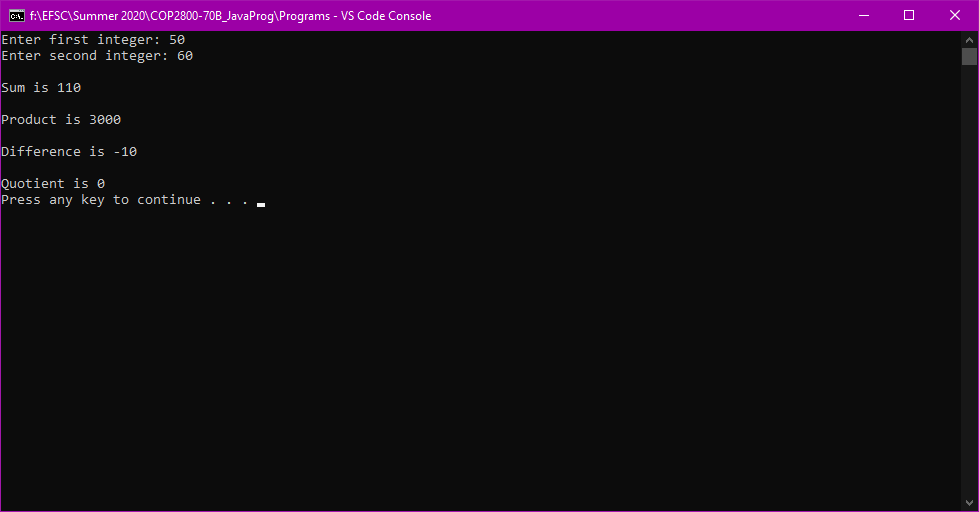 f:\EFSC\Summer 2020\COP2800-70B_JavaProg\Programs - VS Code Console
Enter first integer: 50
Enter second integer: 60
Sum is 110
Product is 3000
Difference is -10
Quotient is 0
Press any key to continue . . .